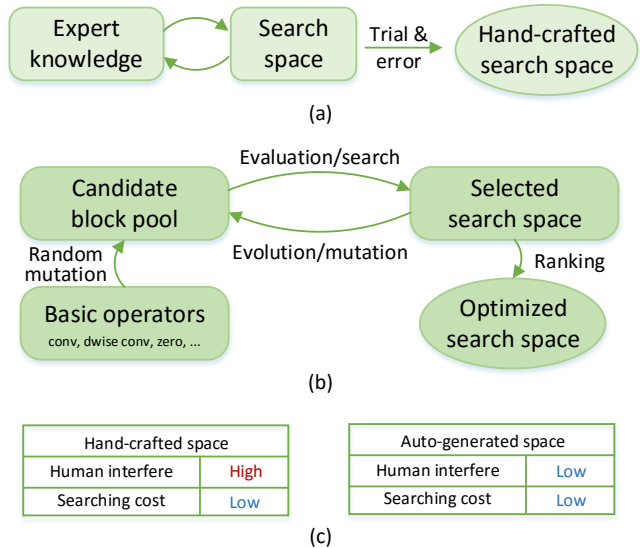 Expert
knowledge
Search
space
Trial &
error
Hand-crafted
search space
(a)
Evaluation/search
Candidate
block pool
Selected
search space
Evolution/mutation
Random
mutation
Ranking
Basic operators
conv, dwise conv, zero, ...
Optimized
search space
(b)
Hand-crafted space
Human interfere High
Searching cost Low
Auto-generated space
Human interfere Low
Searching cost Low
(c)